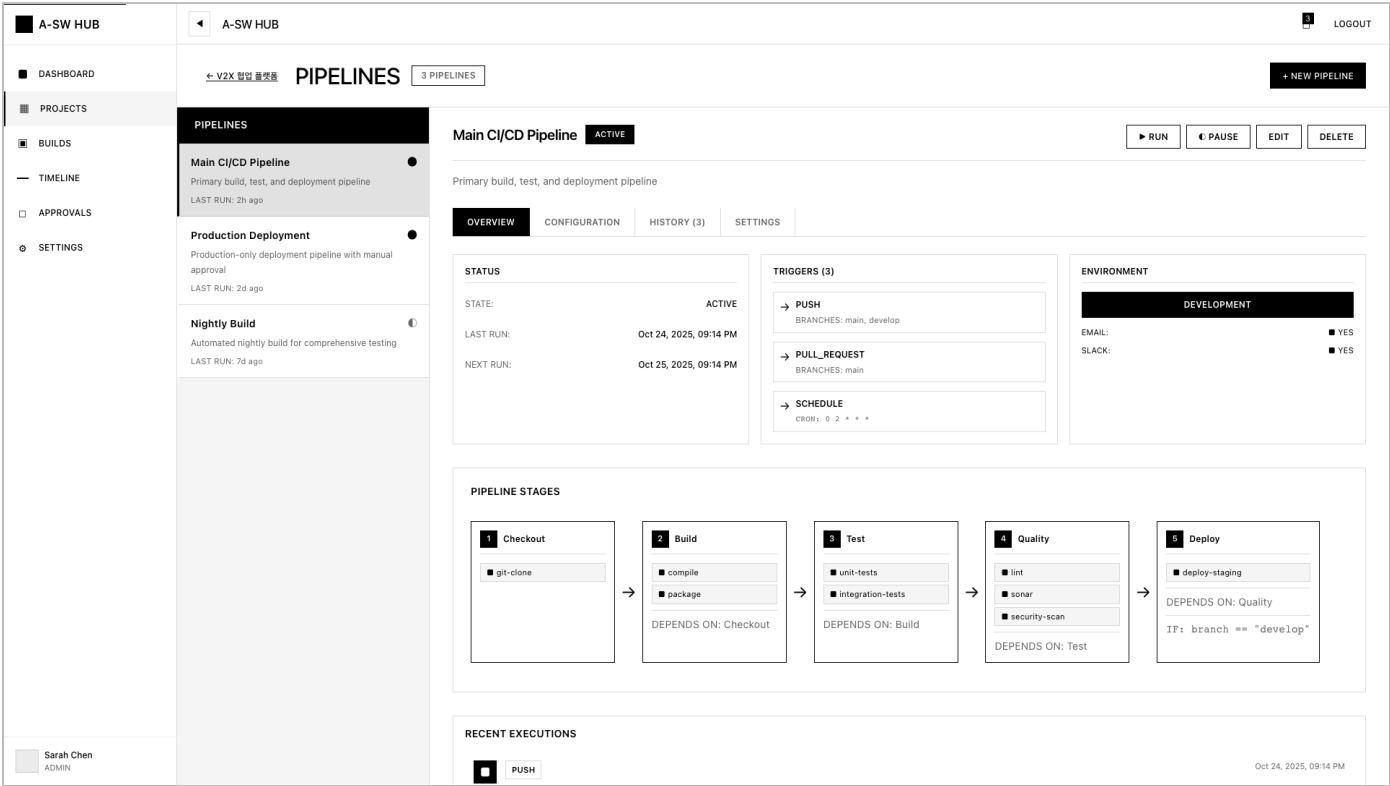 A-SW HUB
DASHBOARD
PROJECTS
BUILDS
TIMELINE
APPROVALS
SETTINGS
Sarah Chen
ADMIN
A-SW HUB
3
LOGOUT
← V2X 협업 플랫폼
PIPELINES
3 PIPELINES
+ NEW PIPELINE
PIPELINES
Main CI/CD Pipeline
Primary build, test, and deployment pipeline
LAST RUN: 2h ago
Production Deployment
Production-only deployment pipeline with manual
approval
LAST RUN: 2d ago
Nightly Build
Automated nightly build for comprehensive testing
LAST RUN: 7d ago
Main CI/CD Pipeline
ACTIVE
RUN
PAUSE
EDIT
DELETE
Primary build, test, and deployment pipeline
OVERVIEW
CONFIGURATION
HISTORY (3)
SETTINGS
STATUS
STATE: ACTIVE
LAST RUN: Oct 24, 2025, 09:14 PM
NEXT RUN: Oct 25, 2025, 09:14 PM
TRIGGERS (3)
→ PUSH
BRANCHES: main, develop
→ PULL_REQUEST
BRANCHES: main
→ SCHEDULE
CRON: 0 2 * * *
ENVIRONMENT
DEVELOPMENT
EMAIL: YES
SLACK: YES
PIPELINE STAGES
1 Checkout
git-clone
→
2 Build
compile
package
DEPENDS ON: Checkout
→
3 Test
unit-tests
integration-tests
DEPENDS ON: Build
→
4 Quality
lint
sonar
security-scan
DEPENDS ON: Test
→
5 Deploy
deploy-staging
DEPENDS ON: Quality
IF: branch == "develop"
RECENT EXECUTIONS
PUSH
Oct 24, 2025, 09:14 PM